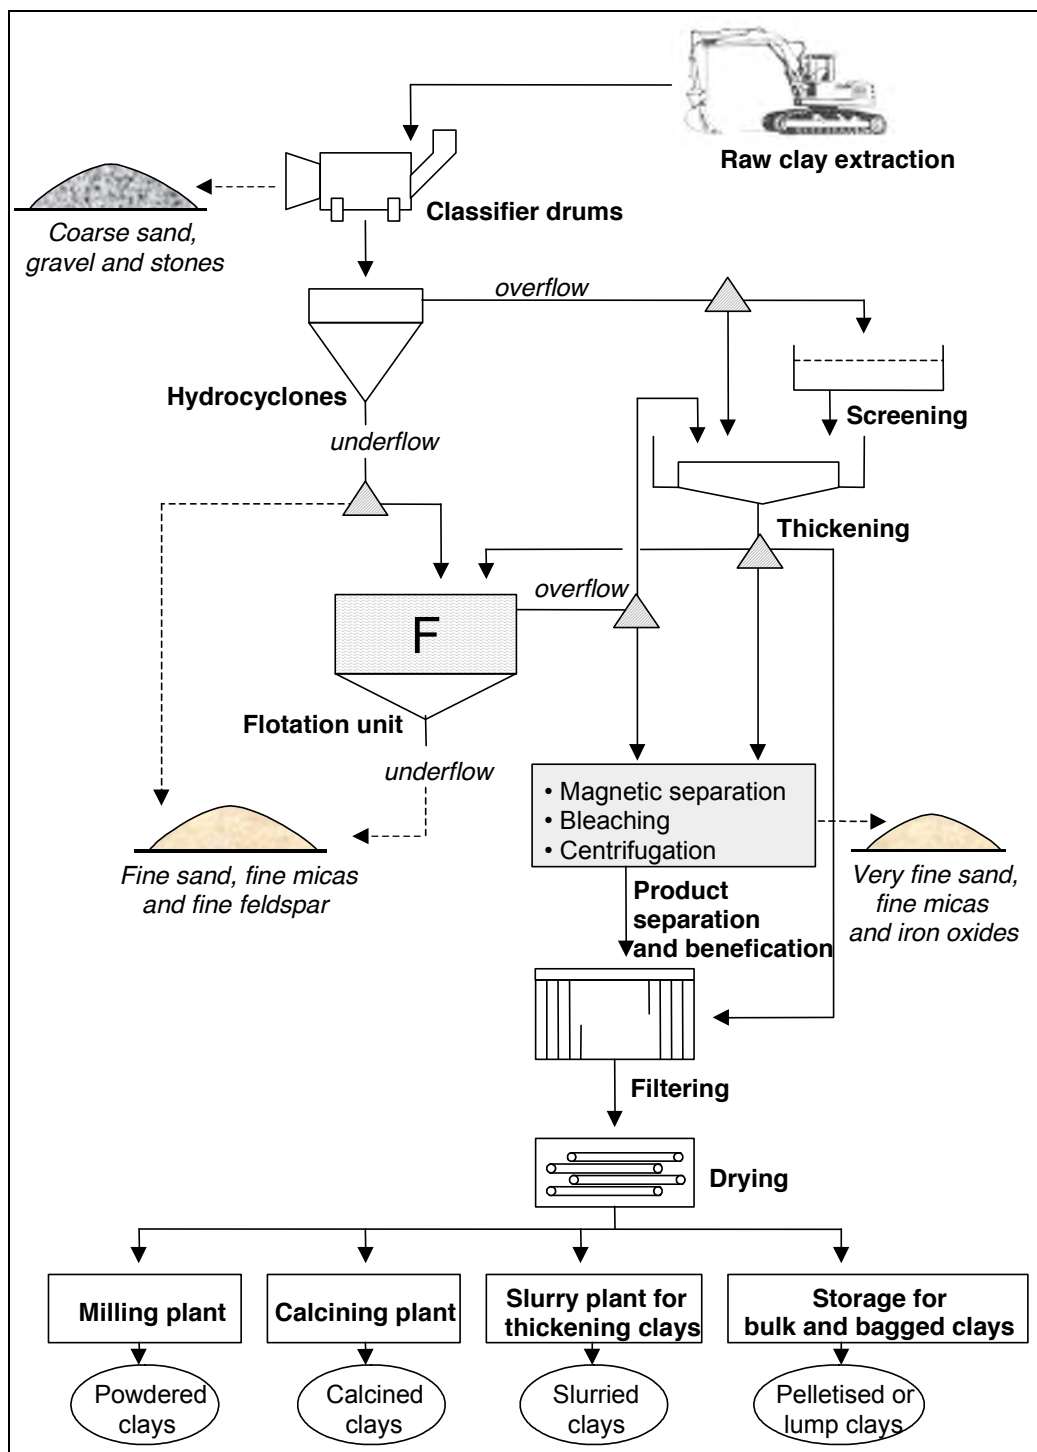 Raw clay extraction
Classifier drums
Coarse sand,
gravel and stones
overflow
Hydrocyclones
Screening
underflow
Thickening
overflow
F
Flotation unit
underflow
• Magnetic separation
• Bleaching
• Centrifugation
Fine sand, fine micas
and fine feldspar
Very fine sand,
fine micas
and iron oxides
Product
separation
and benefication
Filtering
Drying
Milling plant
Calcining plant
Slurry plant for
thickening clays
Storage for
bulk and bagged clays
Powdered
clays
Calcined
clays
Slurried
clays
Pelletised or
lump clays